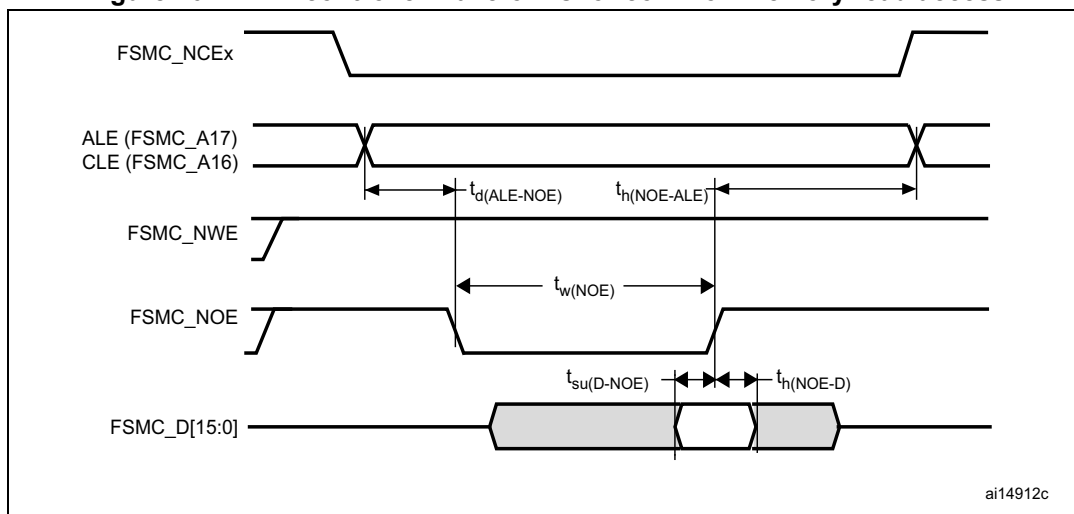 FSMC_NCEx
ALE (FSMC_A17)
CLE (FSMC_A16)
td(ALE-NOE)
th(NOE-ALE)
FSMC_NWE
tw(NOE)
FSMC_NOE
tsu(D-NOE)
th(NOE-D)
FSMC_D[15:0]
ai14912c